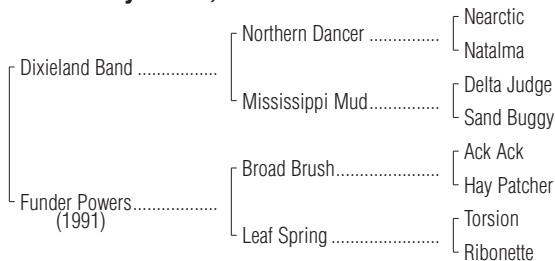 Dixieland Band
Northern Dancer
Nearctic
Natalma
Mississippi Mud
Delta Judge
Sand Buggy
Funder Powers
(1991)
Broad Brush
Ack Ack
Hay Patcher
Leaf Spring
Torsion
Ribonette